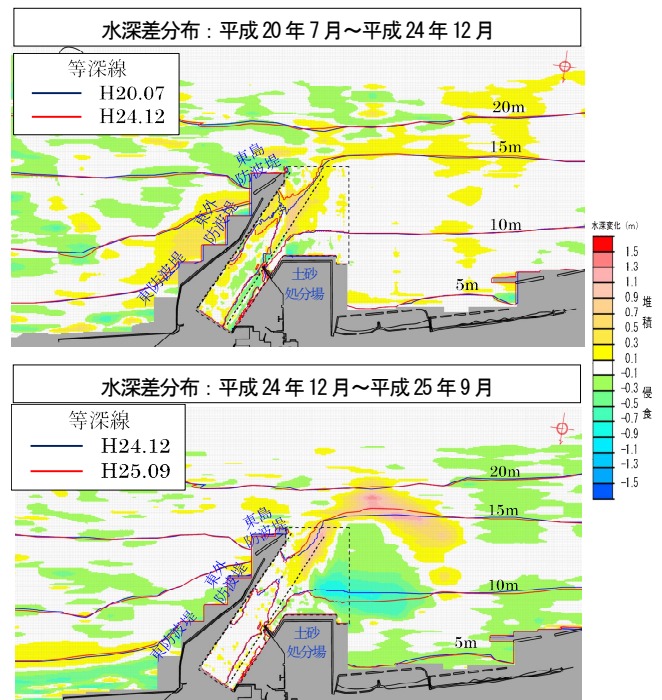 水深差分布：平成20年7月～平成24年12月
等深線
H20.07
H24.12
20m
15m
10m
5m
東島
防波堤
東外
防波堤
東防波堤
土砂
処分場
水深変化 (m)
1.5
1.3
1.1
0.9
0.7
0.5
0.3
0.1
-0.1
-0.3
-0.5
-0.7
-0.9
-1.1
-1.3
-1.5
堆積
侵食
水深差分布：平成24年12月～平成25年9月
等深線
H24.12
H25.09
20m
15m
10m
5m
東島
防波堤
東外
防波堤
東防波堤
土砂
処分場